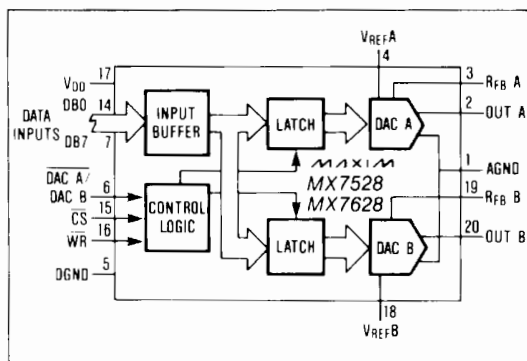 VREFA
14
17
VDD
3
RFB A
DB0 14
2
OUT A
DATA INPUTS
INPUT BUFFER
LATCH
DAC A
DB7 7
1
AGND
MAXIM
MX7528
MX7628
DAC A/
DAC B 6
19
RFB B
CS 15
CONTROL LOGIC
WR 16
20
OUT B
LATCH
DAC B
DGND 5
18
VREFB